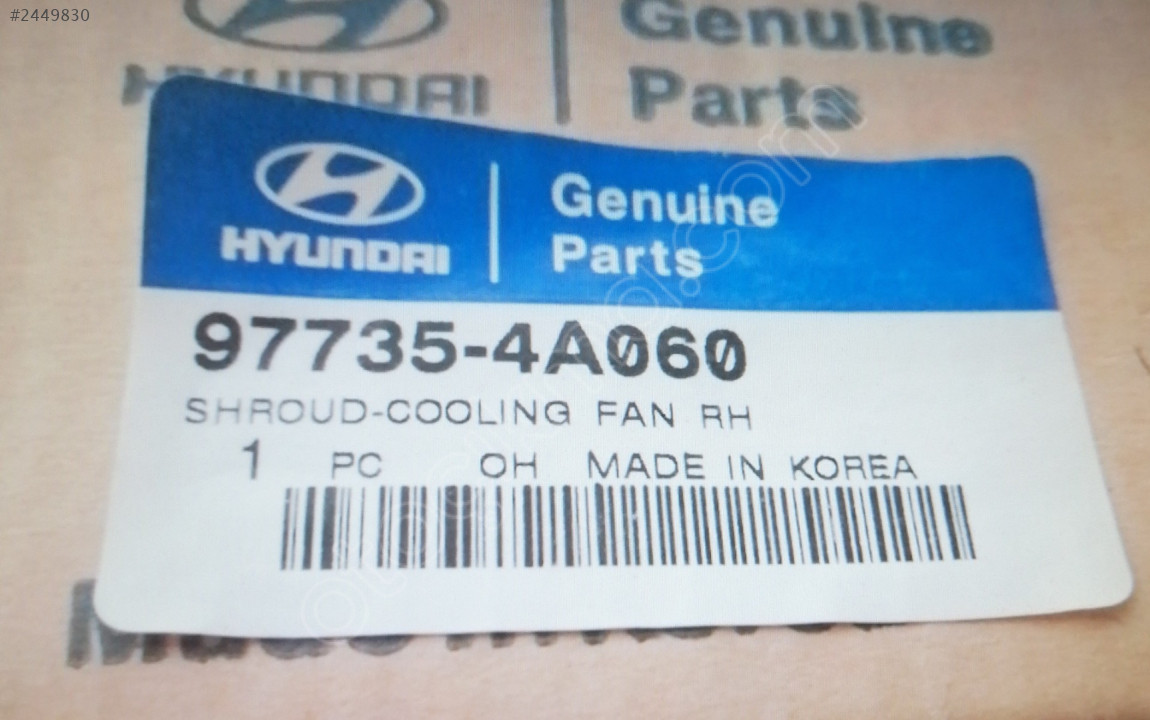 #2449830
Genuine
HYUNDAI
Parts
HYUNDAI
Genuine
Parts
97735-4A060
SHROUD-COOLING FAN RH
1 PC OH MADE IN KOREA